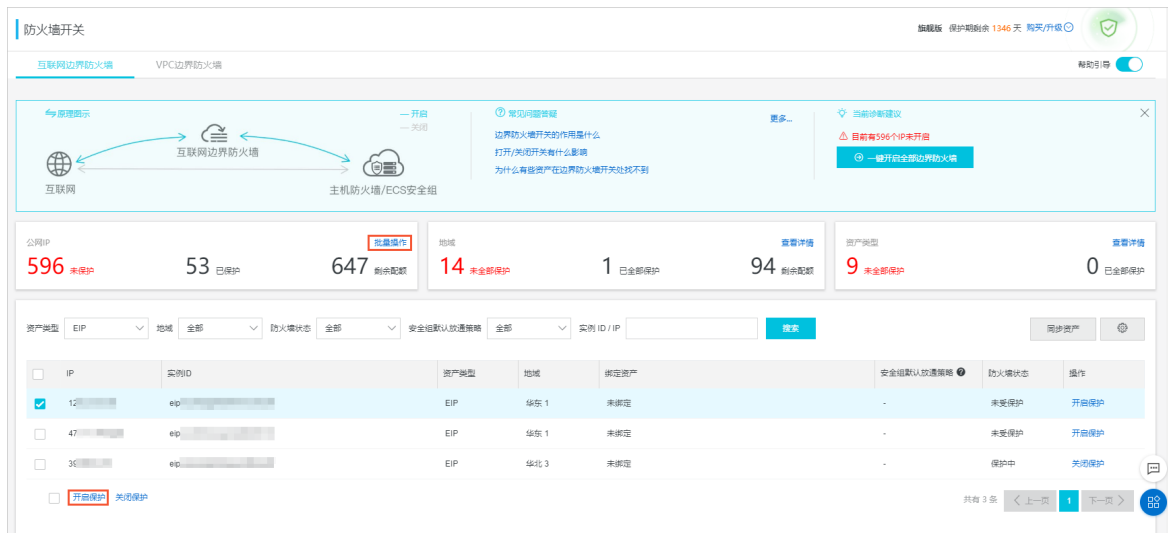 防火墙开关
旗舰版 保护期剩余 1346 天 购买/升级
互联网边界防火墙 VPC边界防火墙
帮助引导
原理图示
开启
关闭
互联网边界防火墙
互联网
主机防火墙/ECS安全组
常见问题答疑 更多...
边界防火墙开关的作用是什么
打开/关闭开关有什么影响
为什么有些资产在边界防火墙开关处找不到
当前诊断建议
目前有596个IP未开启
一键开启全部边界防火墙
公网IP 批量操作
596 未保护 53 已保护 647 剩余配额
地域 查看详情
14 未全部保护 1 已全部保护 94 剩余配额
资产类型 查看详情
9 未全部保护 0 已全部保护
资产类型 EIP 地域 全部 防火墙状态 全部 安全组默认放通策略 全部 实例 ID / IP 搜索 同步资产
IP 实例ID 资产类型 地域 绑定资产 安全组默认放通策略 防火墙状态 操作
12 eip EIP 华东 1 未绑定 - 未受保护 开启保护
47 eip EIP 华东 1 未绑定 - 未受保护 开启保护
39 eip EIP 华北 3 未绑定 - 保护中 关闭保护
开启保护 关闭保护
共有 3 条 上一页 1 下一页